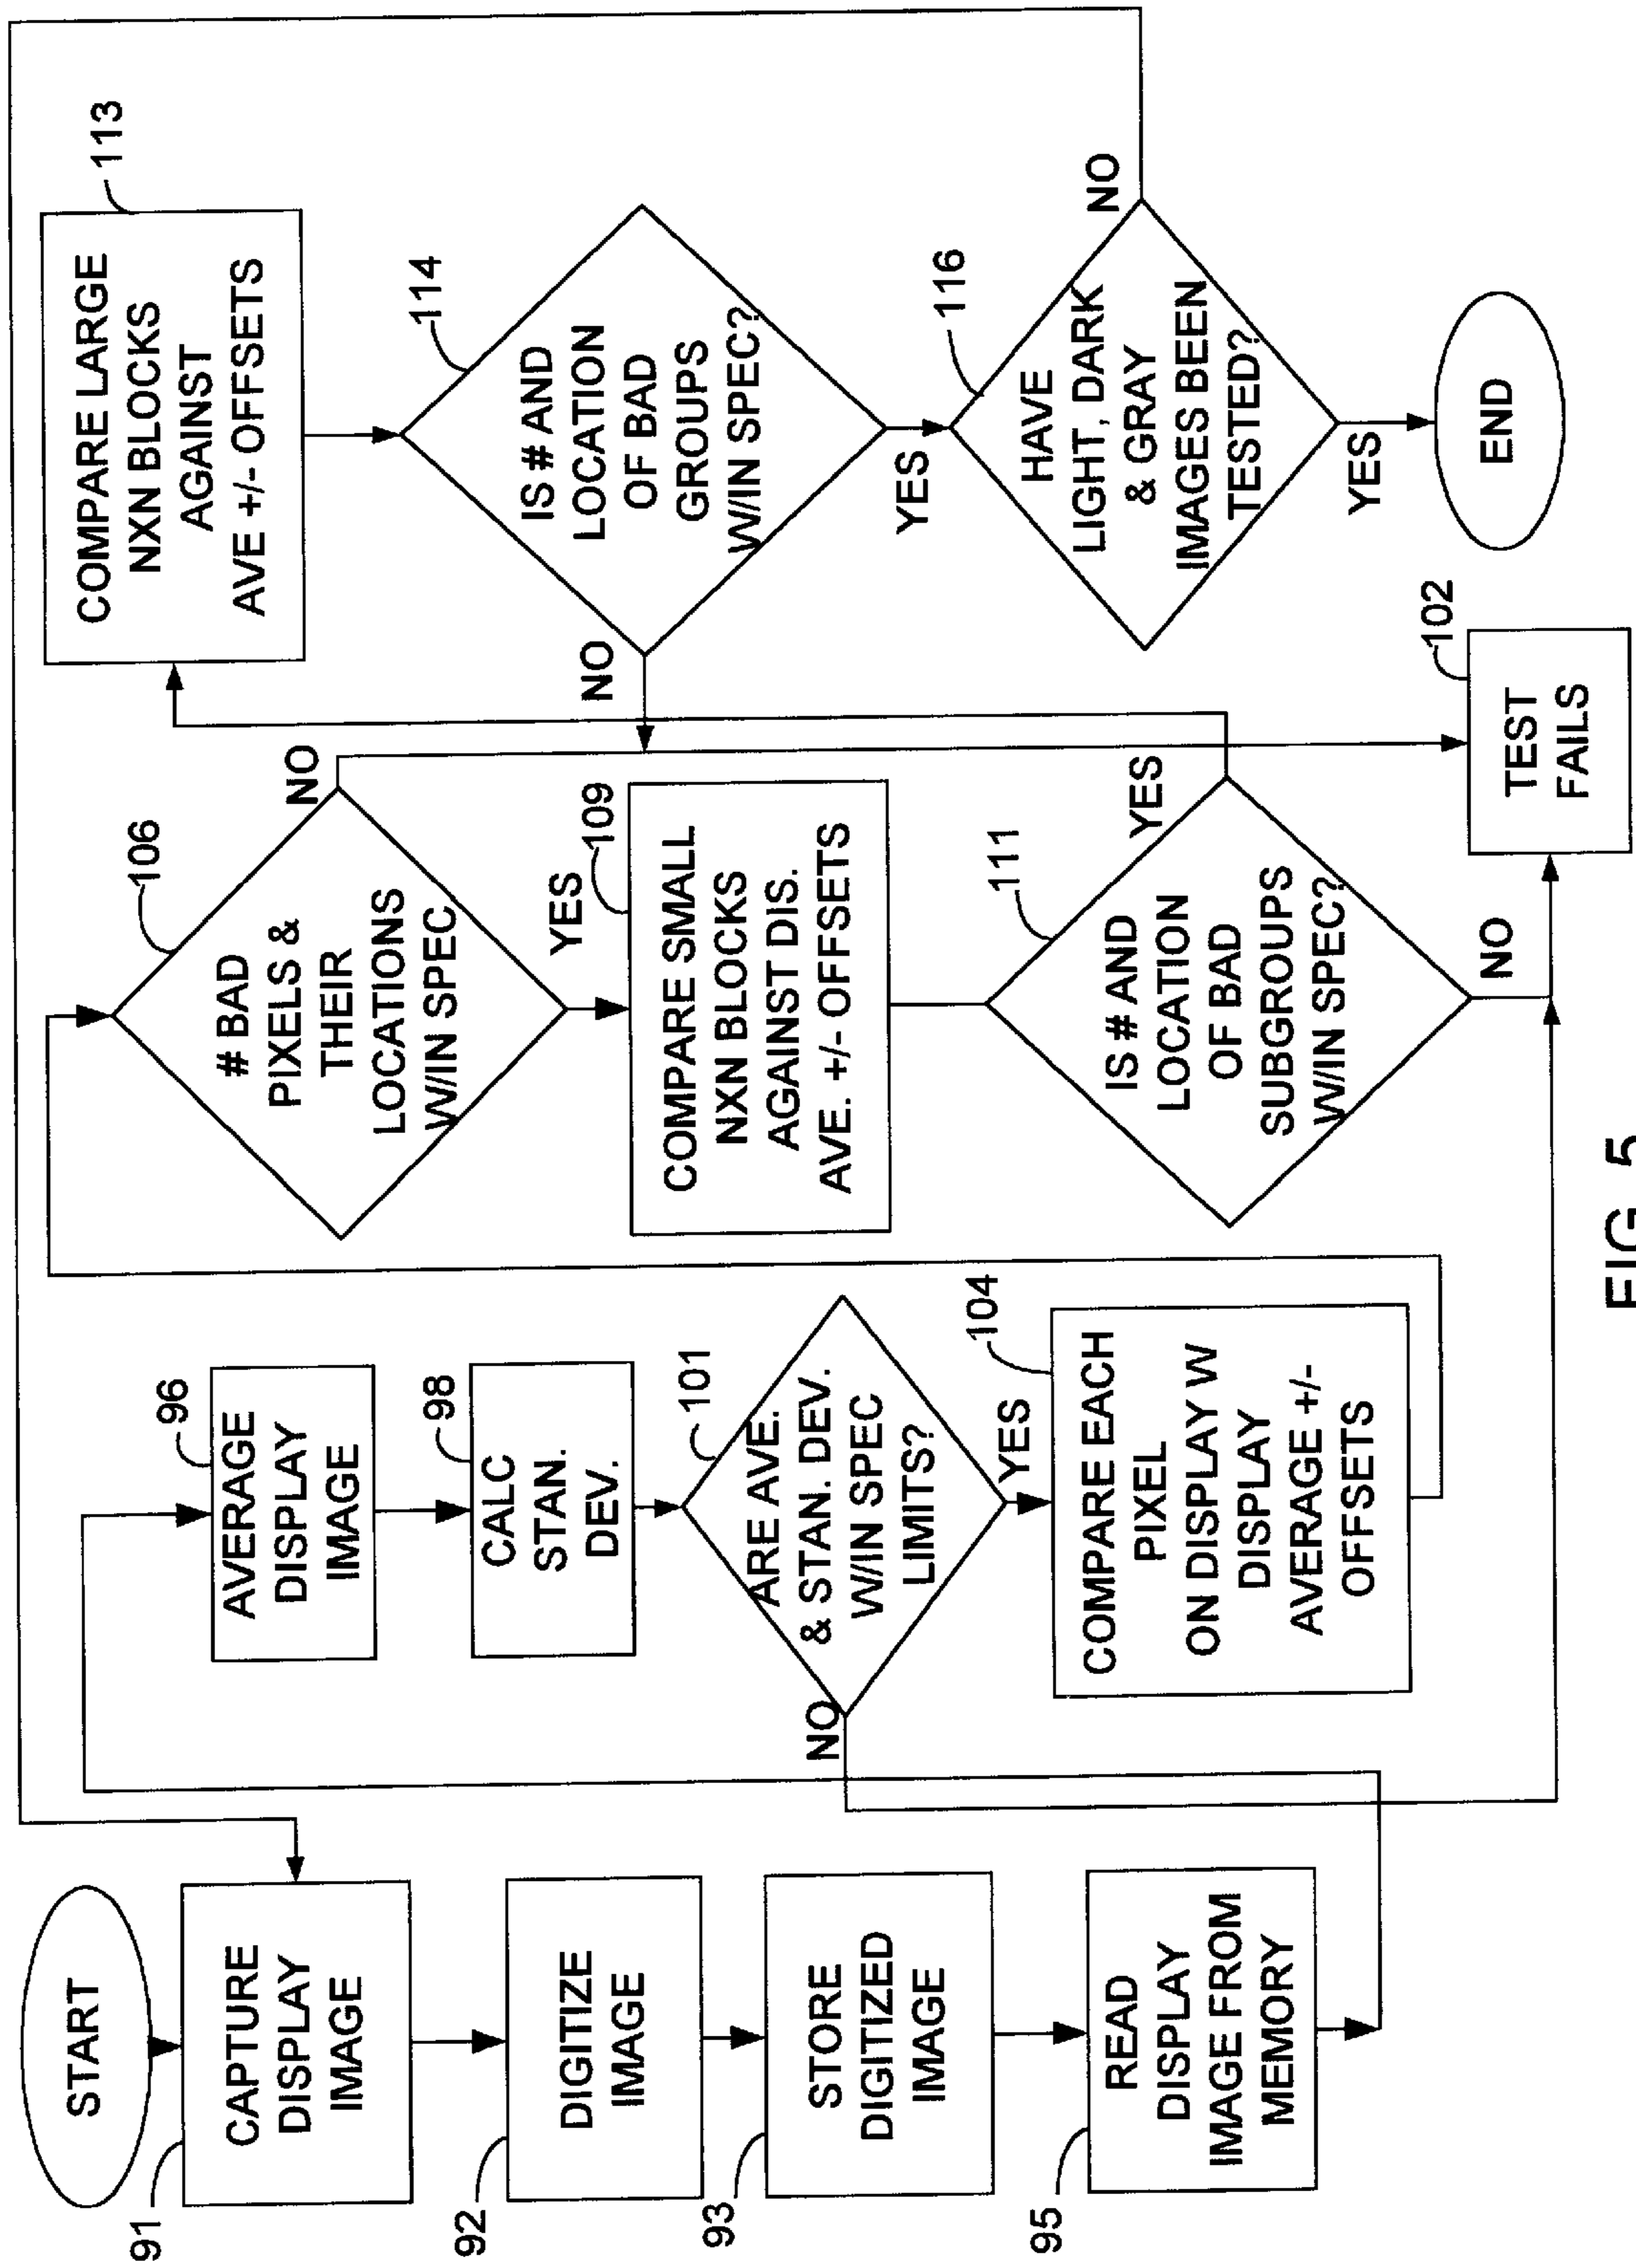 START
91
CAPTURE
DISPLAY
IMAGE
92
DIGITIZE
IMAGE
93
STORE
DIGITIZED
IMAGE
95
READ
DISPLAY
IMAGE FROM
MEMORY
96
AVERAGE
DISPLAY
IMAGE
98
CALC
STAN.
DEV.
101
ARE AVE.
& STAN. DEV.
W/IN SPEC
LIMITS?
NO
YES
104
COMPARE EACH
PIXEL
ON DISPLAY W
DISPLAY
AVERAGE +/-
OFFSETS
106
# BAD
PIXELS &
THEIR
LOCATIONS
W/IN SPEC
NO
YES
109
COMPARE SMALL
NXN BLOCKS
AGAINST DIS.
AVE. +/- OFFSETS
111
IS # AND
LOCATION
OF BAD
SUBGROUPS
W/IN SPEC?
YES
NO
102
TEST
FAILS
113
COMPARE LARGE
NXN BLOCKS
AGAINST
AVE +/- OFFSETS
114
IS # AND
LOCATION
OF BAD
GROUPS
W/IN SPEC?
NO
YES
116
HAVE
LIGHT, DARK
& GRAY
IMAGES BEEN
TESTED?
NO
YES
END
FIG. 5